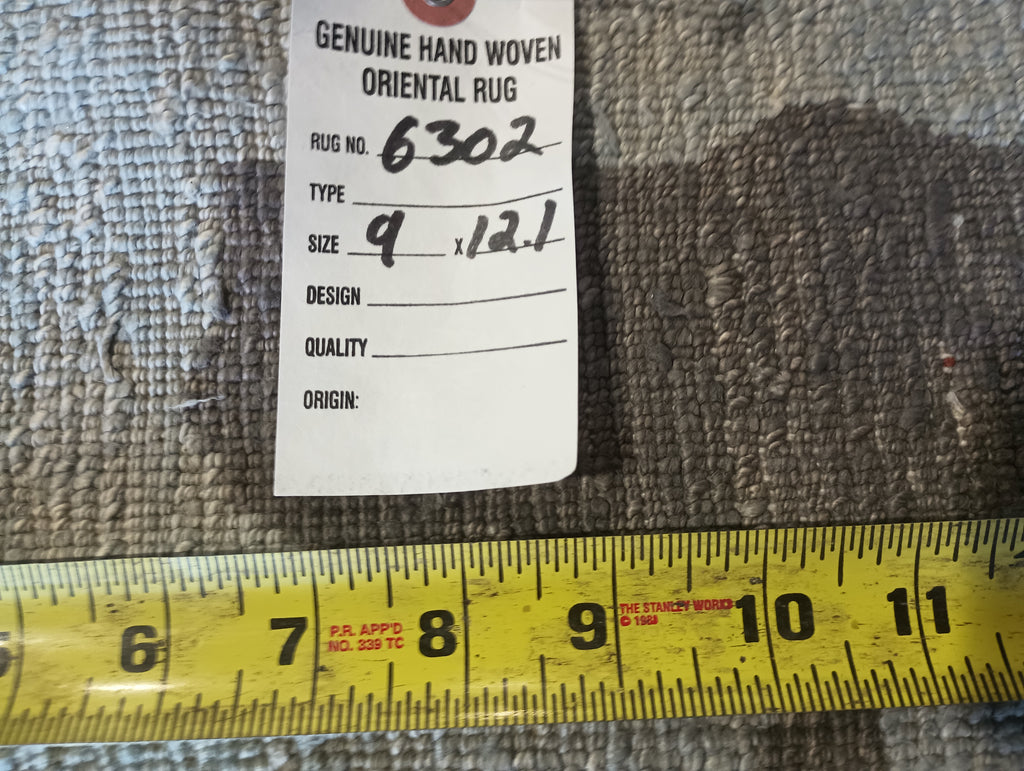 GENUINE HAND WOVEN
ORIENTAL RUG
RUG NO. 6302
TYPE
SIZE 9 x 12.1
DESIGN
QUALITY
ORIGIN:
6 7 P.R. APP'D 8 9 THE STANLEY WORKS 10 11
NO. 339 TC